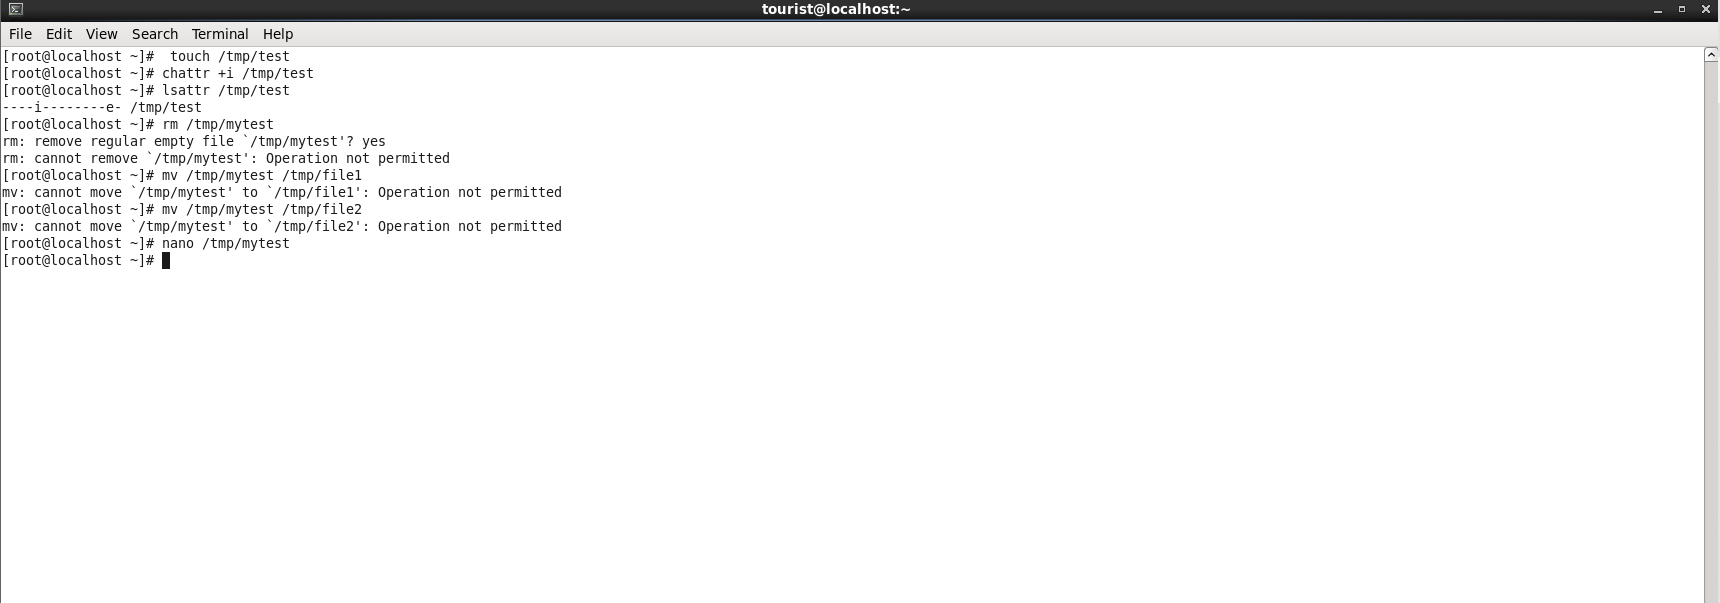 tourist@localhost:~
File Edit View Search Terminal Help
[root@localhost ~]#  touch /tmp/test
[root@localhost ~]# chattr +i /tmp/test
[root@localhost ~]# lsattr /tmp/test
----i--------e- /tmp/test
[root@localhost ~]# rm /tmp/mytest
rm: remove regular empty file `/tmp/mytest'? yes
rm: cannot remove `/tmp/mytest': Operation not permitted
[root@localhost ~]# mv /tmp/mytest /tmp/file1
mv: cannot move `/tmp/mytest' to `/tmp/file1': Operation not permitted
[root@localhost ~]# mv /tmp/mytest /tmp/file2
mv: cannot move `/tmp/mytest' to `/tmp/file2': Operation not permitted
[root@localhost ~]# nano /tmp/mytest
[root@localhost ~]#